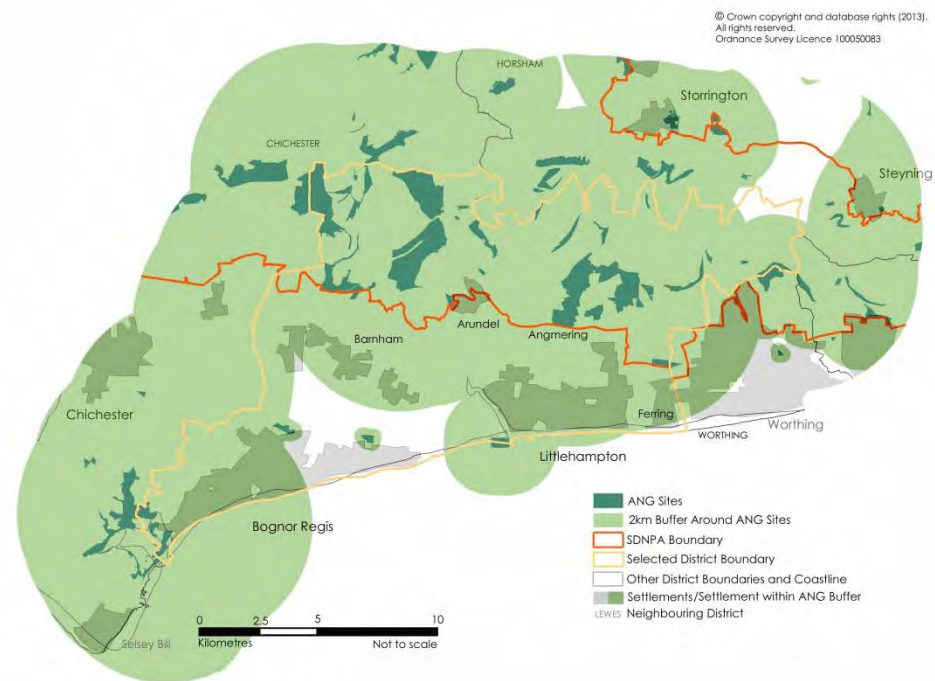 © Crown copyright and database rights (2013).
All rights reserved.
Ordnance Survey Licence 100050083
HORSHAM
Storrington
CHICHESTER
Steyning
Arundel
Barnham
Angmering
Chichester
Ferring
Worthing
WORTHING
Littlehampton
Bognor Regis
Selsey Bill
ANG Sites
2km Buffer Around ANG Sites
SDNPA Boundary
Selected District Boundary
Other District Boundaries and Coastline
Settlements/Settlement within ANG Buffer
LEWES Neighbouring District
0 2.5 5 10
Kilometres Not to scale